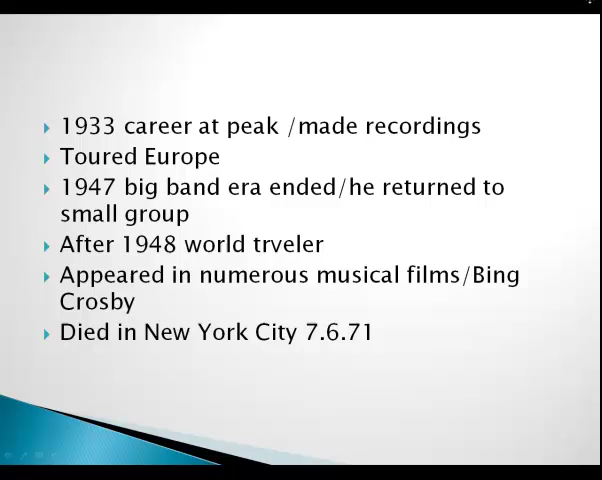 1933 career at peak /made recordings
Toured Europe
1947 big band era ended/he returned to
small group
After 1948 world trveler
Appeared in numerous musical films/Bing
Crosby
Died in New York City 7.6.71